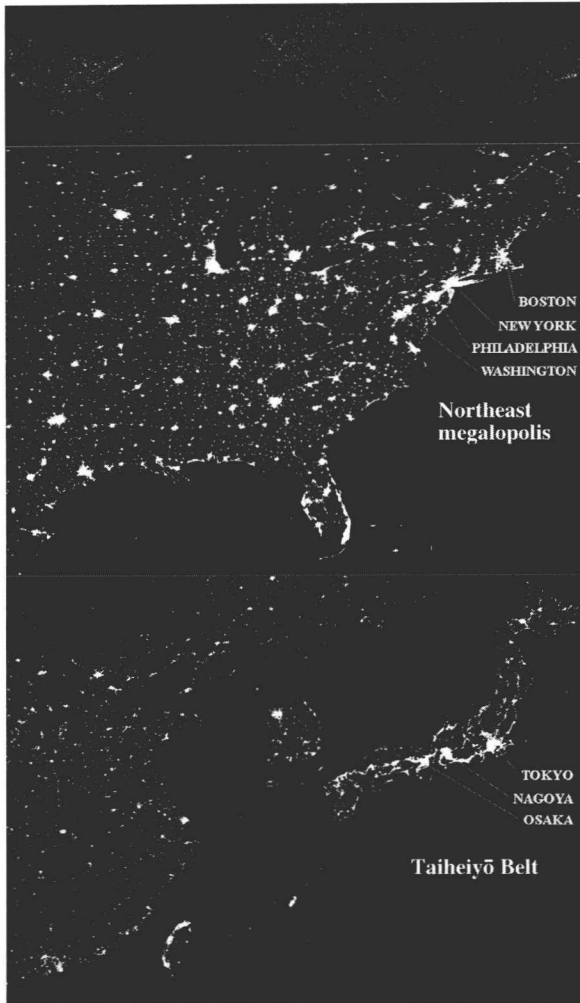 BOSTON
NEW YORK
PHILADELPHIA
WASHINGTON
Northeast
megalopolis
TOKYO
NAGOYA
OSAKA
Taiheiyō Belt